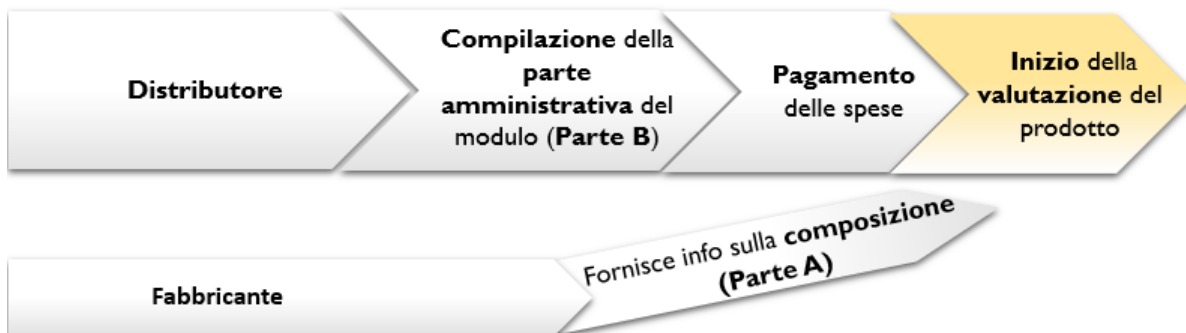 Distributore
Compilazione della
parte
amministrativa del
modulo (Parte B)
Pagamento
delle spese
Inizio della
valutazione del
prodotto
Fabbricante
Fornisce info sulla composizione
(Parte A)